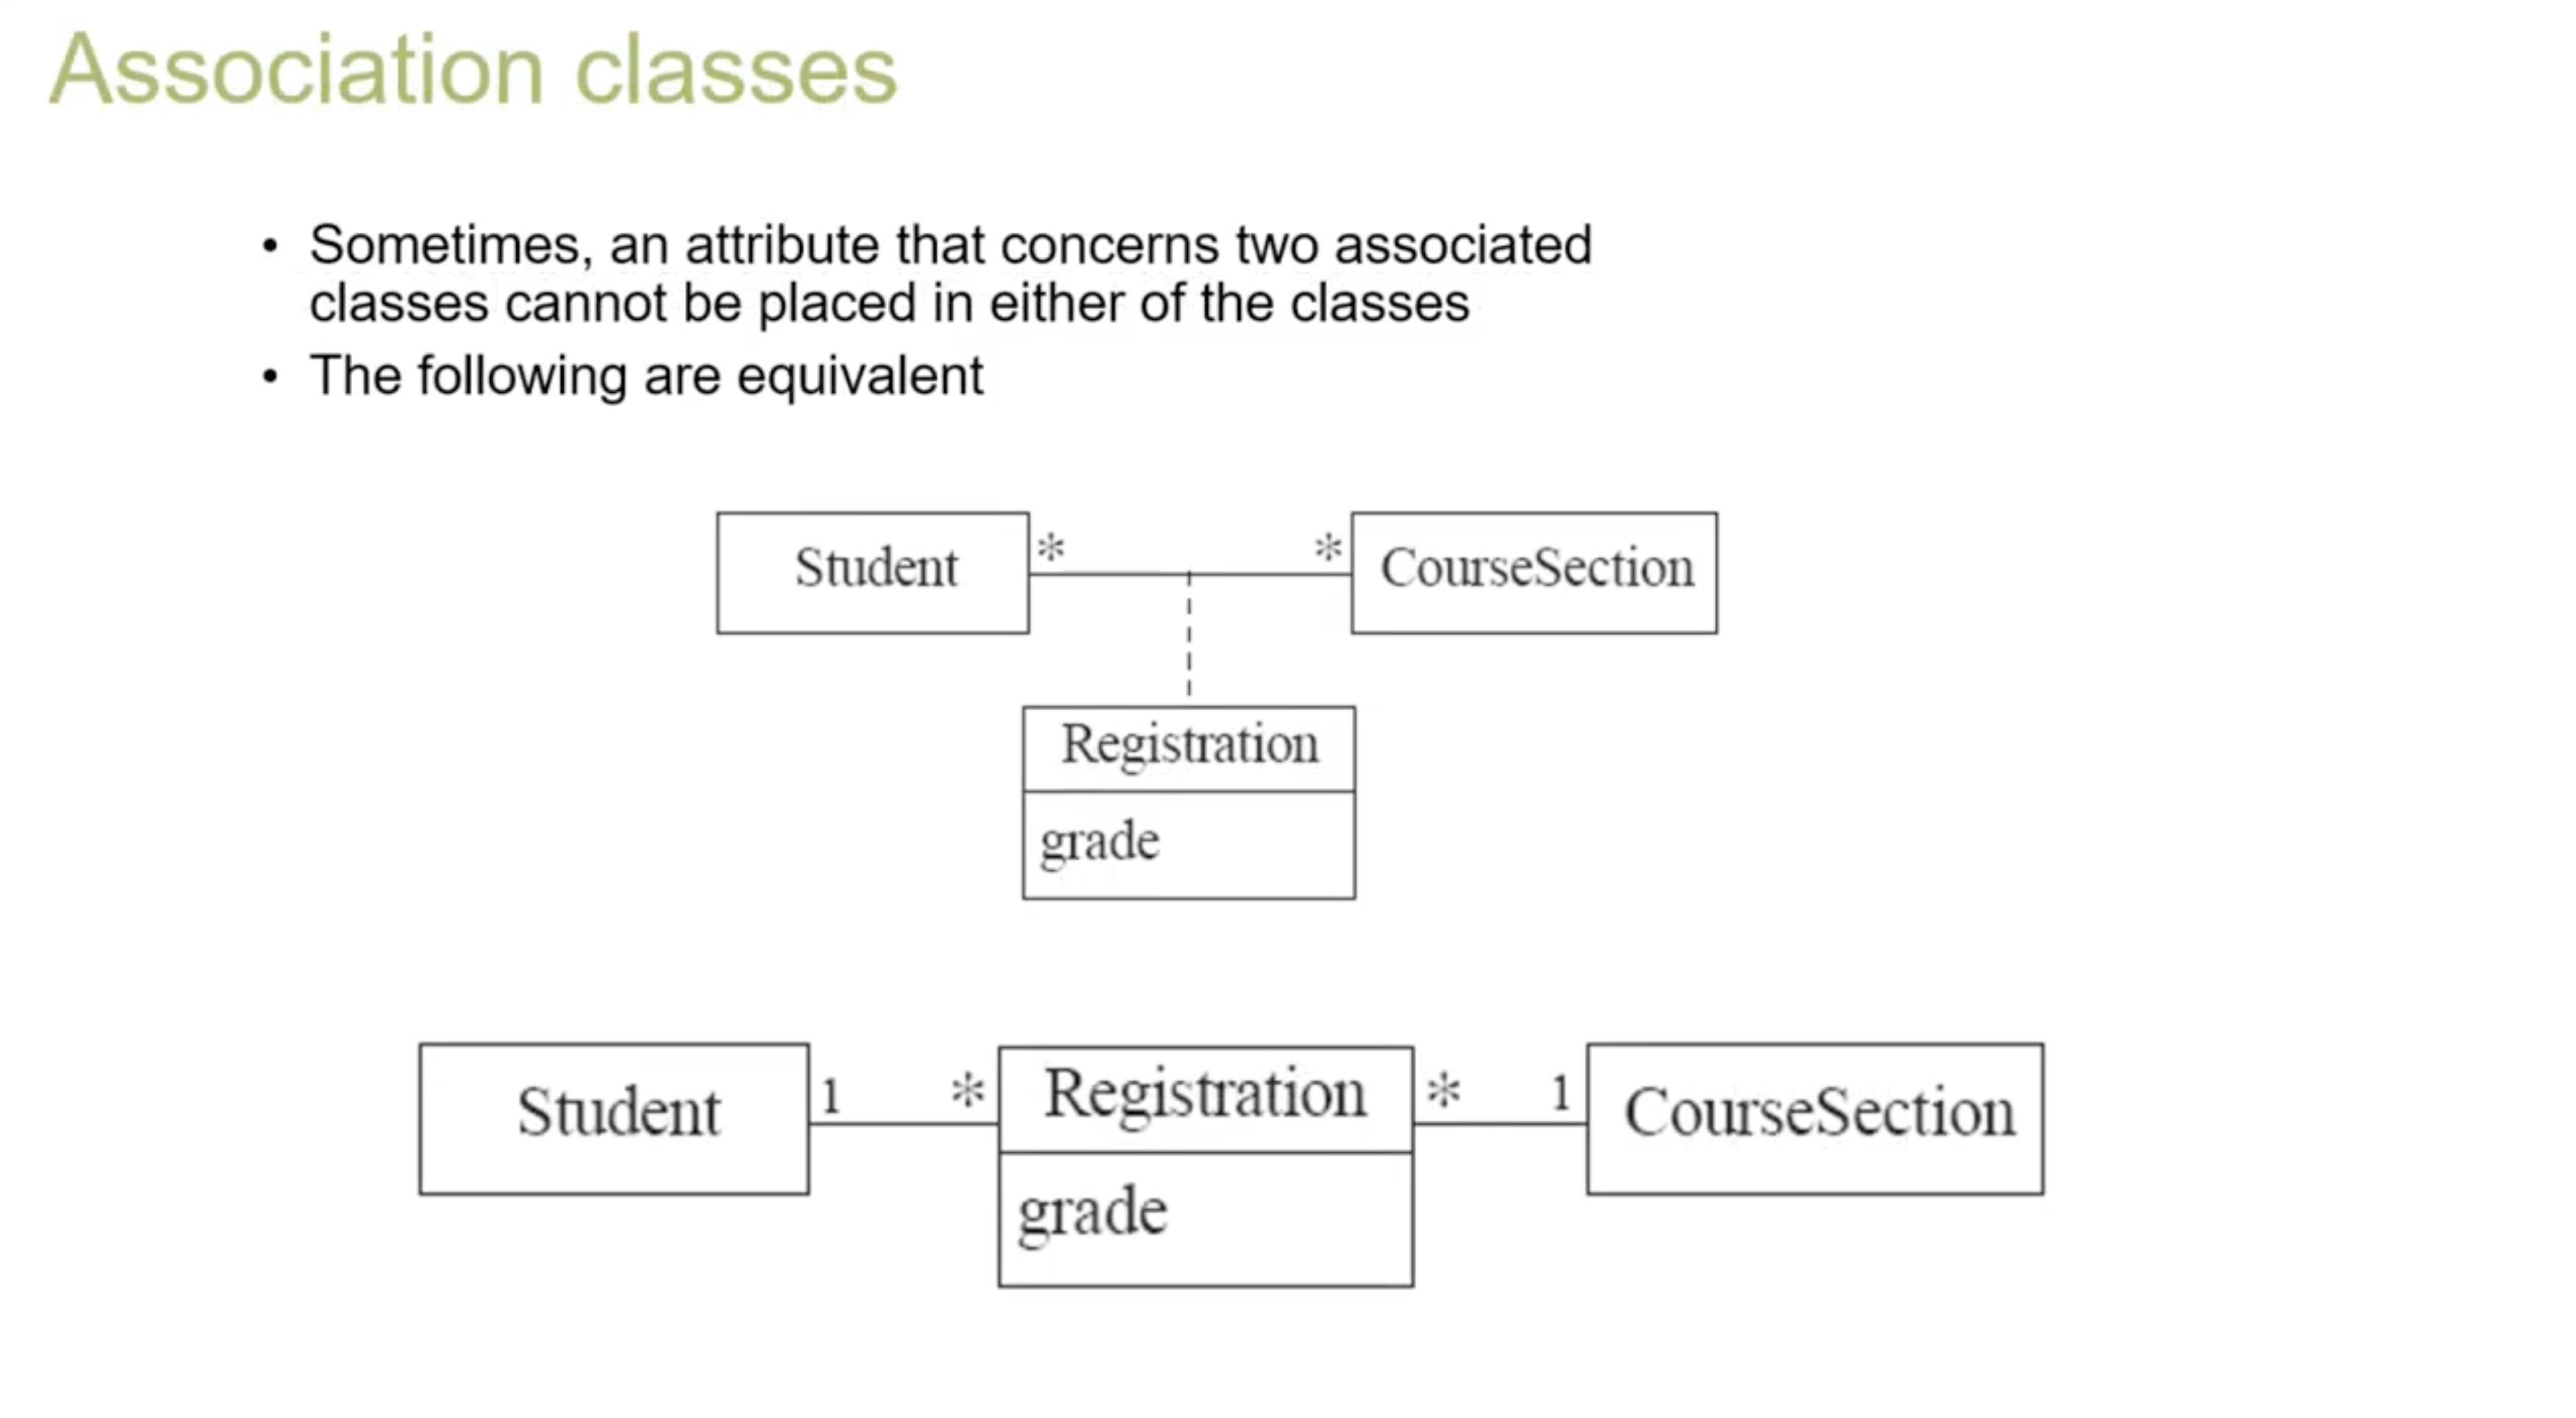 Association classes
• Sometimes, an attribute that concerns two associated
classes cannot be placed in either of the classes
• The following are equivalent
Student * * CourseSection
Registration
grade
Student 1 * Registration * 1 CourseSection
grade